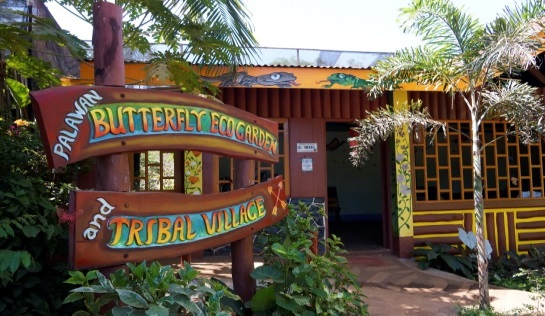 PALAWAN
BUTTERFLY ECO GARDEN
and
TRIBAL VILLAGE